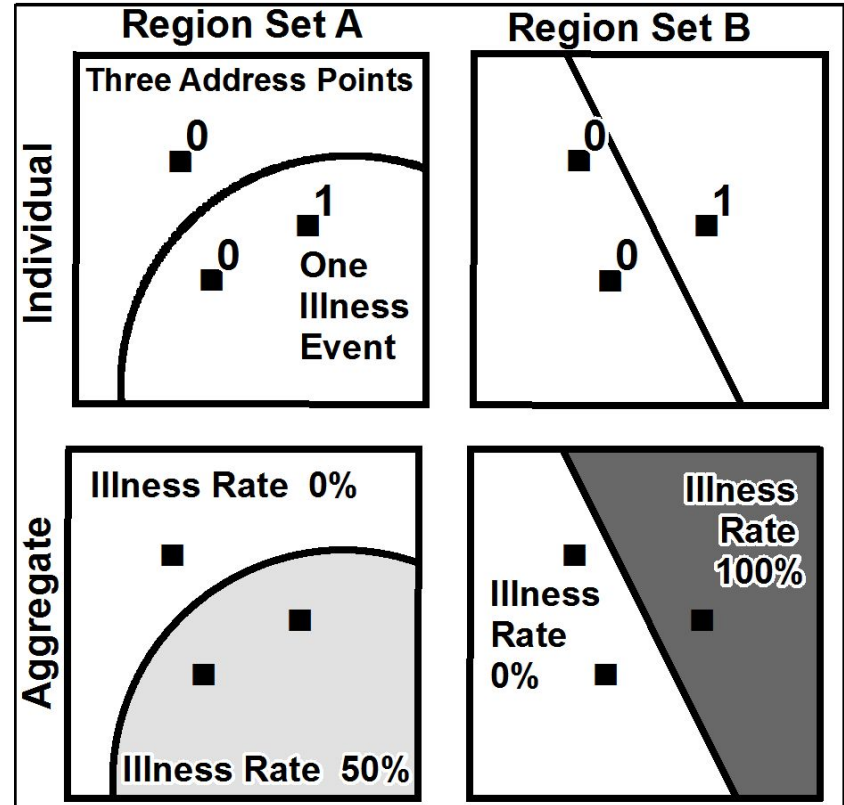 Region Set A
Region Set B
Individual
Three Address Points
0
1
0
One
Illness
Event
0
1
0
Aggregate
Illness Rate 0%
Illness Rate 50%
Illness
Rate
100%
Illness
Rate
0%